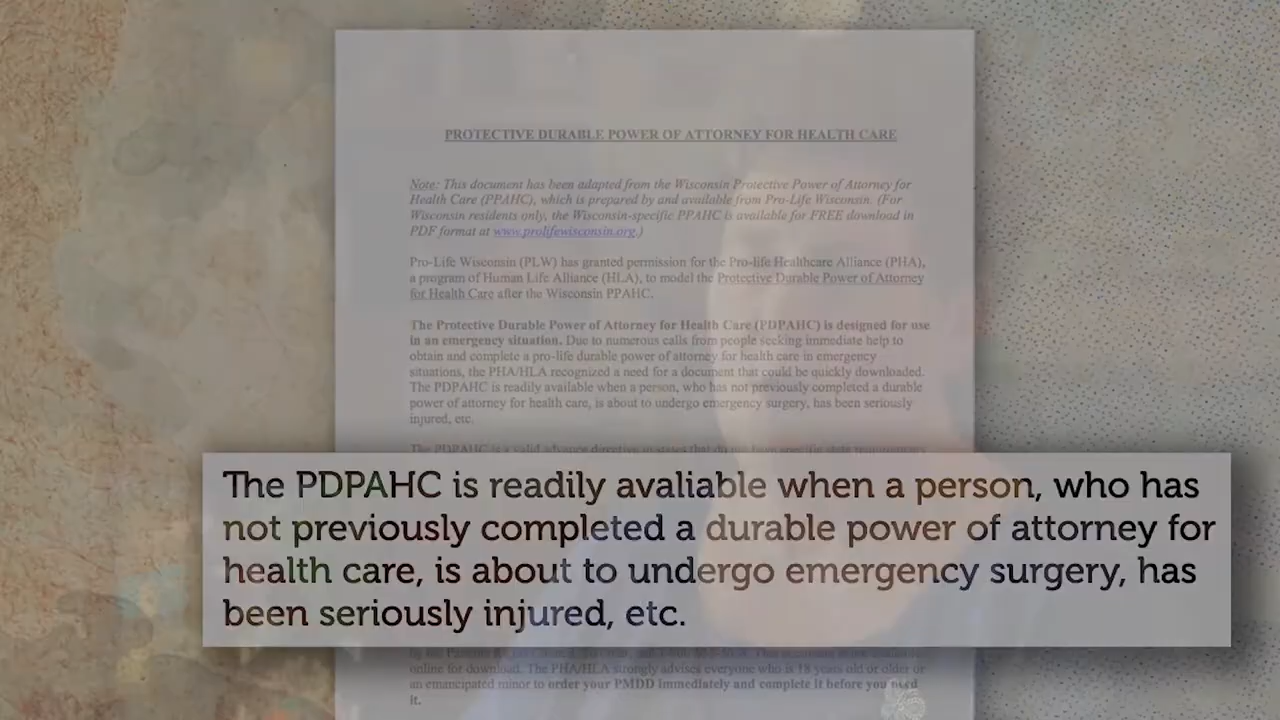 PROTECTIVE DURABLE POWER OF ATTORNEY FOR HEALTH CARE
Note: This document has been adapted from the Wisconsin Protective Power of Attorney for
Health Care (PPAHC), which is prepared by and available from Pro-Life Wisconsin. (For
Wisconsin residents only, the Wisconsin-specific PPAHC is available for FREE download in
PDF format at www.prolifewisconsin.org.)
Pro-Life Wisconsin (PLW) has granted permission for the Pro-life Healthcare Alliance (PHA),
a program of Human Life Alliance (HLA), to model the Protective Durable Power of Attorney
for Health Care after the Wisconsin PPAHC.
The Protective Durable Power of Attorney for Health Care (PDPAHC) is designed for use
in an emergency situation. Due to numerous calls from people seeking immediate help to
obtain and complete a pro-life durable power of attorney for health care in emergency
situations, the PHA/HLA recognized a need for a document that could be quickly downloaded.
The PDPAHC is readily available when a person, who has not previously completed a durable
power of attorney for health care, is about to undergo emergency surgery, has been seriously
injured, etc.
The PDPAHC is a valid advance directive in states that do
The PDPAHC is readily avaliable when a person, who has
not previously completed a durable power of attorney for
health care, is about to undergo emergency surgery, has
been seriously injured, etc.
online for download. The PHA/HLA strongly advises everyone who is 18 years old or older or
an emancipated minor to order your PMDD immediately and complete it before you need
it.